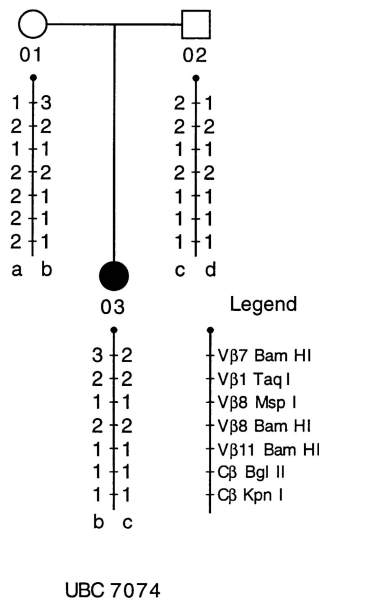 01 02
1 3 2 1
2 2 2 2
1 1 1 1
2 2 2 2
2 1 1 1
2 1 1 1
2 1 1 1
a b c d
03 Legend
3 2 Vβ7 Bam HI
2 2 Vβ1 Taq I
1 1 Vβ8 Msp I
2 2 Vβ8 Bam HI
1 1 Vβ11 Bam HI
1 1 Cβ Bgl II
1 1 Cβ Kpn I
b c
UBC 7074